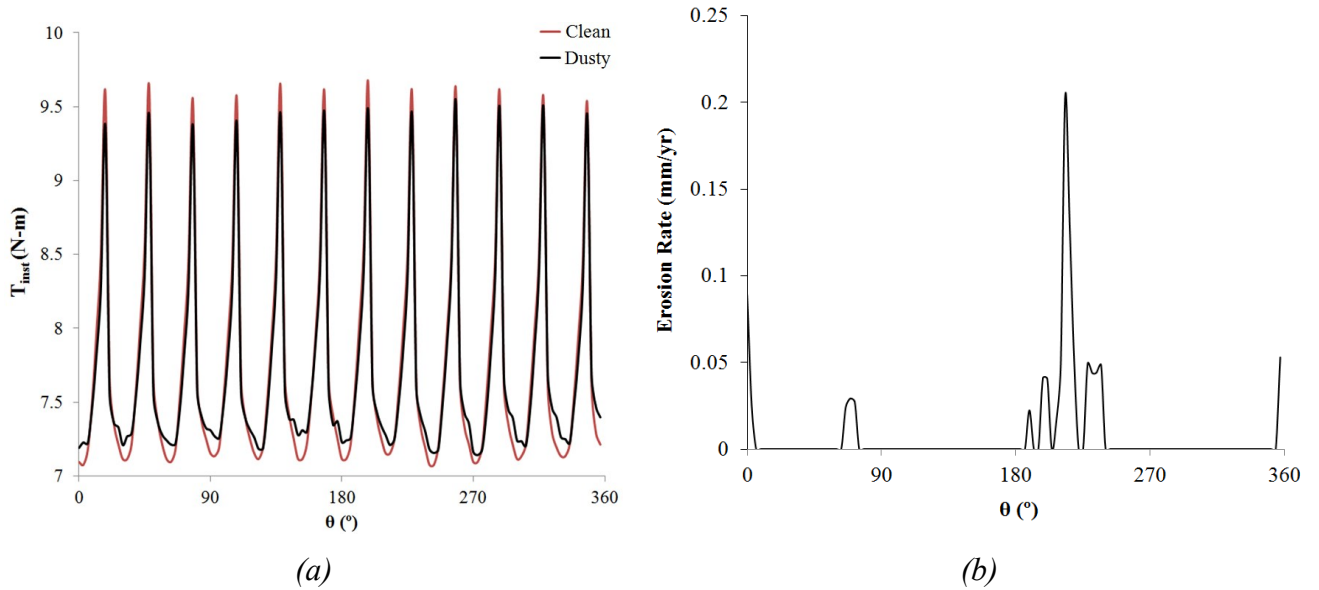 10
9.5
9
8.5
8
7.5
7
T_inst (N-m)
0 90 180 270 360
θ (º)
Clean
Dusty
(a)
0.25
0.2
0.15
0.1
0.05
0
Erosion Rate (mm/yr)
0 90 180 270 360
θ (º)
(b)